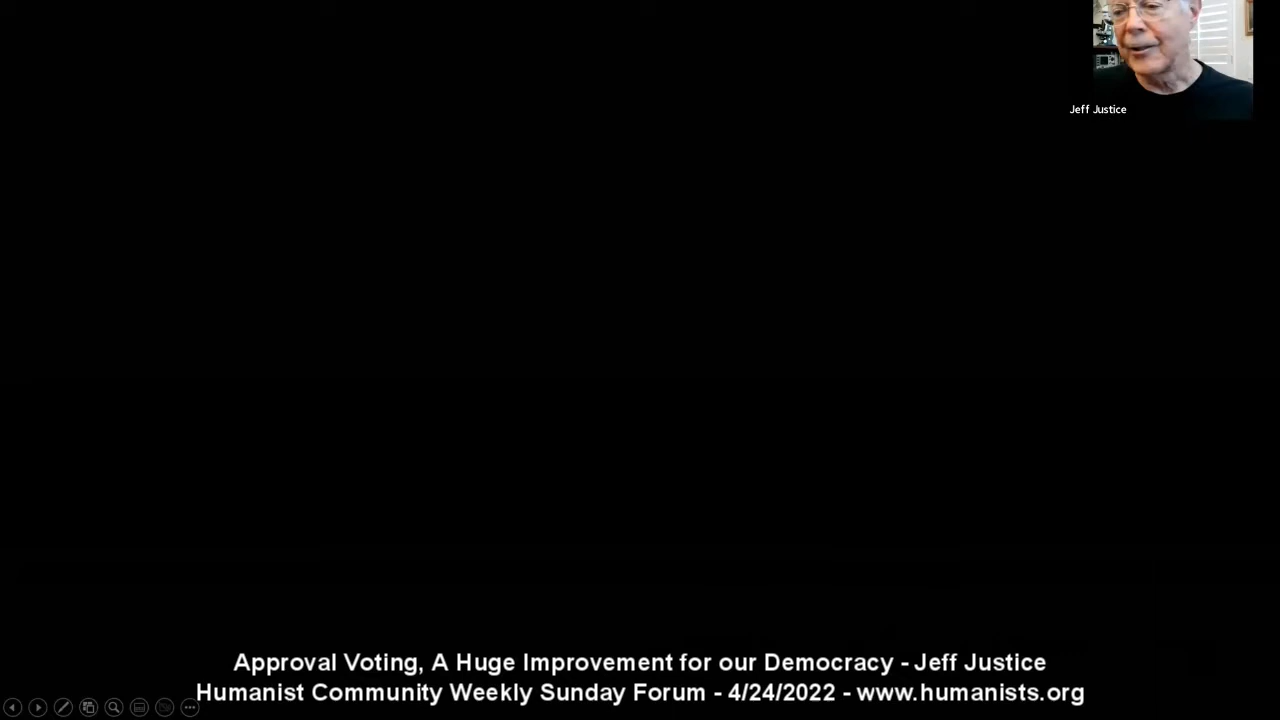 Jeff Justice
Approval Voting, A Huge Improvement for our Democracy - Jeff Justice
Humanist Community Weekly Sunday Forum - 4/24/2022 - www.humanists.org